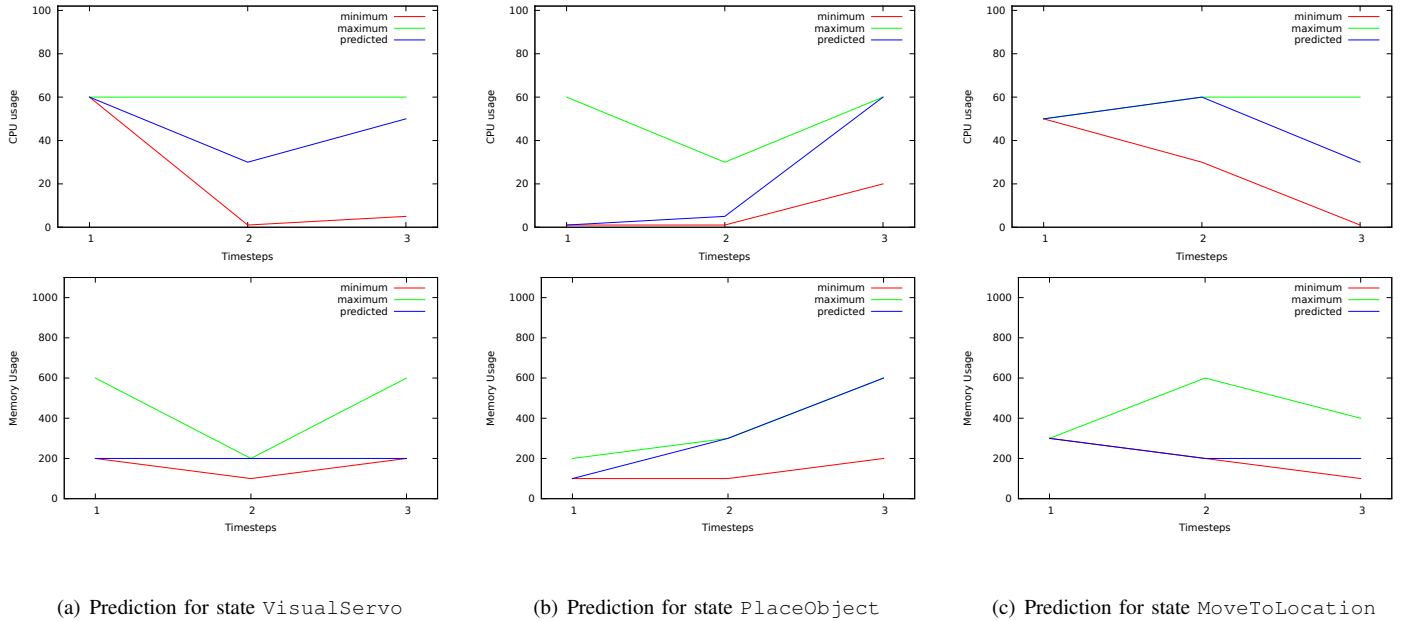 100
80
60
40
20
0
CPU usage
1
2
3
Timesteps
minimum
maximum
predicted
100
80
60
40
20
0
CPU usage
1
2
3
Timesteps
minimum
maximum
predicted
100
80
60
40
20
0
CPU usage
1
2
3
Timesteps
minimum
maximum
predicted
1000
800
600
400
200
0
Memory Usage
1
2
3
Timesteps
minimum
maximum
predicted
1000
800
600
400
200
0
Memory Usage
1
2
3
Timesteps
minimum
maximum
predicted
1000
800
600
400
200
0
Memory Usage
1
2
3
Timesteps
minimum
maximum
predicted
(a) Prediction for state VisualServo
(b) Prediction for state PlaceObject
(c) Prediction for state MoveToLocation